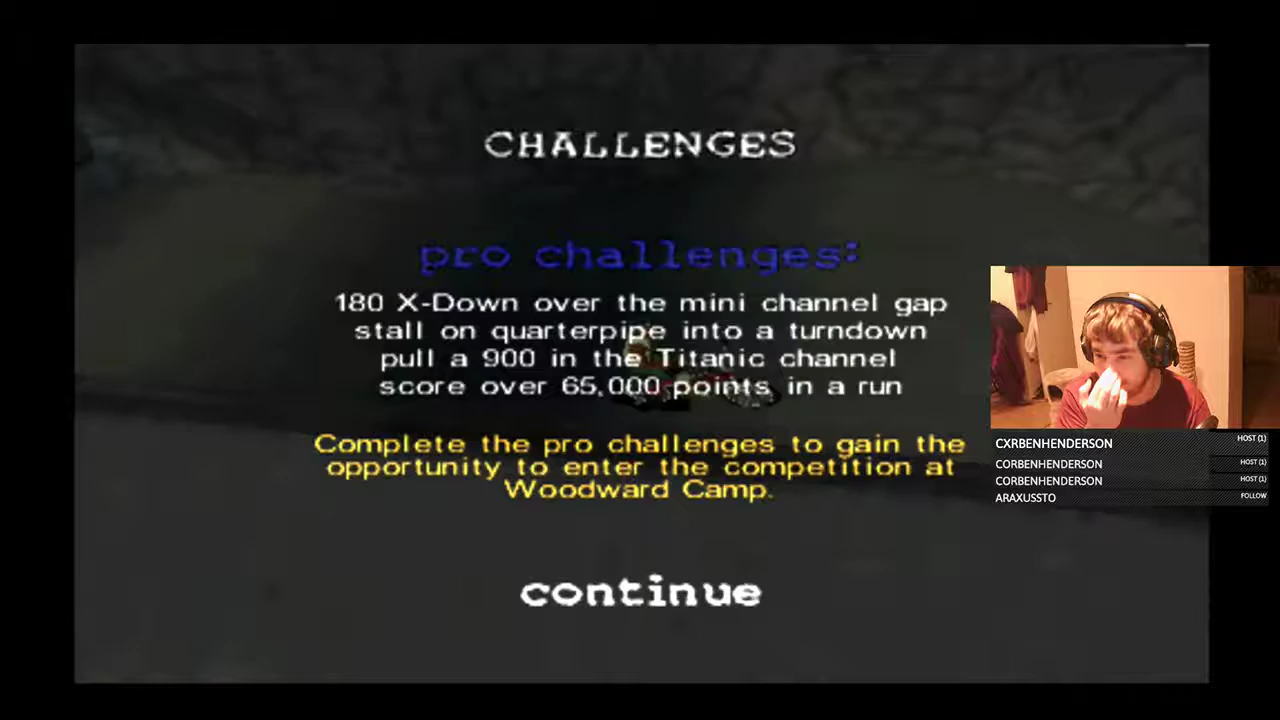 CHALLENGES
pro challenges:
180 X-Down over the mini channel gap
stall on quarterpipe into a turndown
pull a 900 in the Titanic channel
score over 65,000 points in a run
Complete the pro challenges to gain the
opportunity to enter the competition at
Woodward Camp.
continue
CXRBENHENDERSON HOST (1)
CORBENHENDERSON HOST (1)
CORBENHENDERSON HOST (1)
ARAXUSSTO FOLLOW